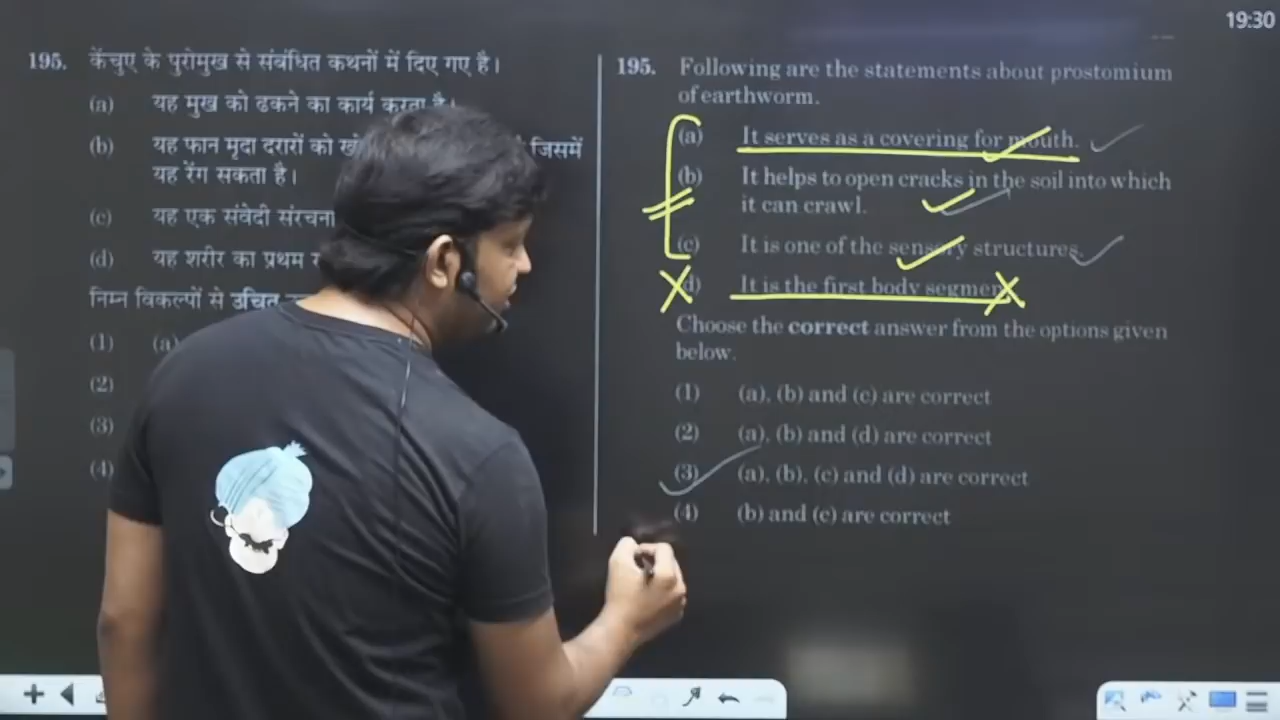 19:30
195. केंचुए के पुरोमुख से संबंधित कथनों में दिए गए है।
(a) यह मुख को ढकने का कार्य करता है।
(b) यह फान मृदा दरारों को जिसमें
यह रेंग सकता है।
(c) यह एक संवेदी संरचना
(d) यह शरीर का प्रथम
निम्न विकल्पों से उचित
(1) (a)
(2)
(3)
(4)
195. Following are the statements about prostomium
of earthworm.
(a) It serves as a covering for mouth.
(b) It helps to open cracks in the soil into which
it can crawl.
(c) It is one of the sensory structures.
(d) It is the first body segment
Choose the correct answer from the options given
below.
(1) (a), (b) and (c) are correct
(2) (a), (b) and (d) are correct
(3) (a), (b), (c) and (d) are correct
(4) (b) and (c) are correct